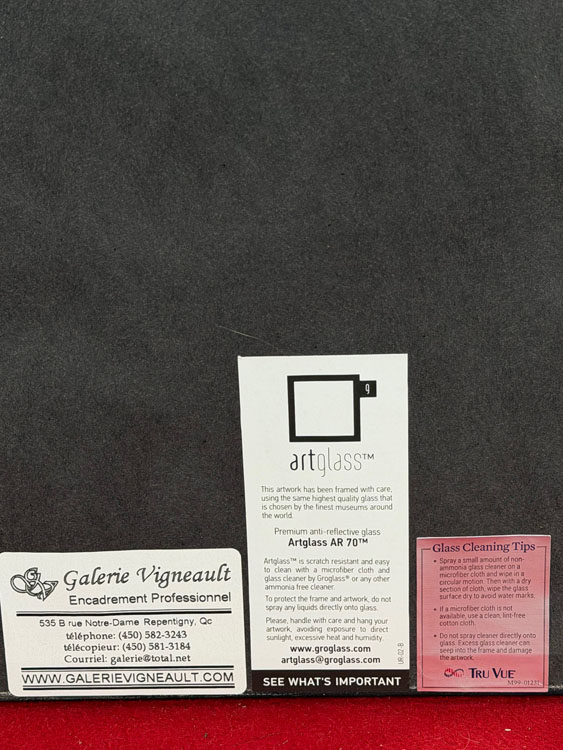 Galerie Vigneault
Encadrement Professionnel
535 B rue Notre-Dame Repentigny, Qc
téléphone: (450) 582-3243
télécopieur: (450) 581-3184
Courriel: galerie@total.net
WWW.GALERIEVIGNEAULT.COM
g
artglass™
This artwork has been framed with care,
using the same highest quality glass that
is chosen by the finest museums around
the world.
Premium anti-reflective glass
Artglass AR 70™
Artglass™ is scratch resistant and easy
to clean with a microfiber cloth and
glass cleaner by Groglass® or any other
ammonia free cleaner.
To protect the frame and artwork, do not
spray any liquids directly onto glass.
Please, handle with care and hang your
artwork, avoiding exposure to direct
sunlight, excessive heat and humidity.
www.groglass.com
artglass@groglass.com
UR-02-B
SEE WHAT'S IMPORTANT
Glass Cleaning Tips
• Spray a small amount of non-
ammonia glass cleaner on a
microfiber cloth and wipe in a
circular motion. Then with a dry
section of cloth, wipe the glass
surface dry to avoid water marks.
• If a microfiber cloth is not
available, use a clean, lint-free
cotton cloth.
• Do not spray cleaner directly onto
glass. Excess glass cleaner can
seep into the frame and damage
the artwork.
TRU VUE